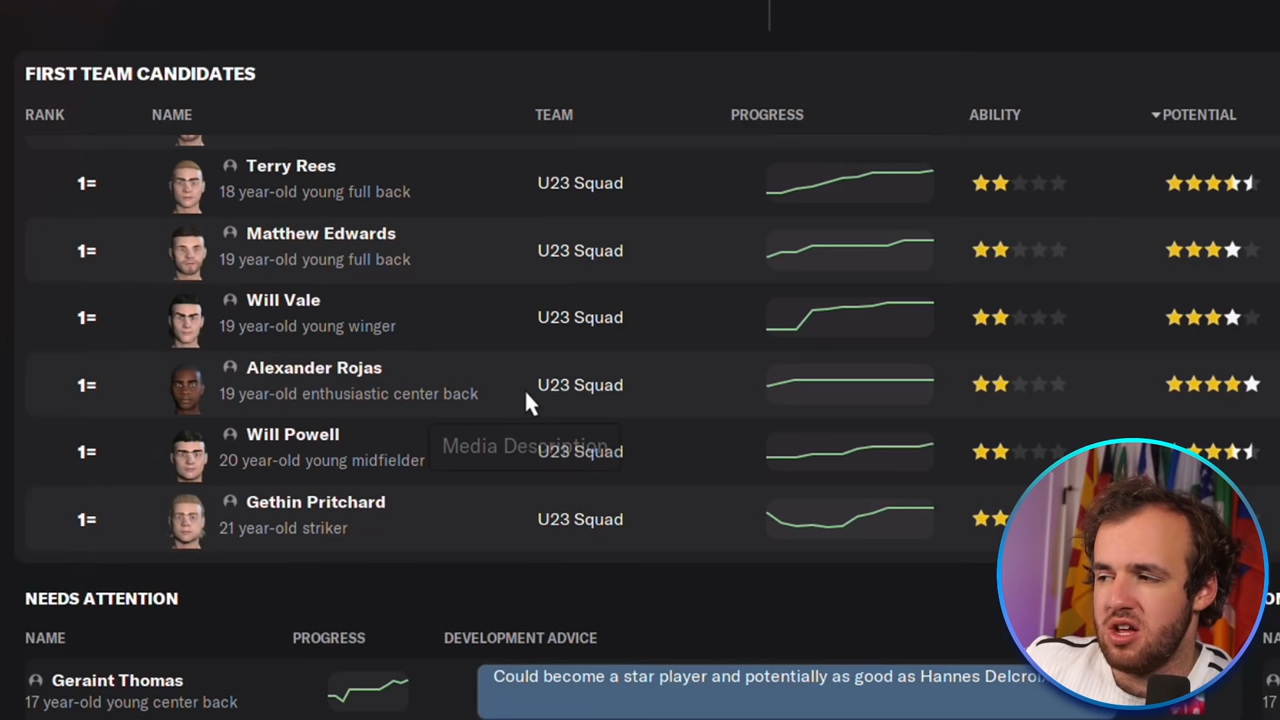 FIRST TEAM CANDIDATES
RANK NAME TEAM PROGRESS ABILITY POTENTIAL
1= Terry Rees U23 Squad
18 year-old young full back
1= Matthew Edwards U23 Squad
19 year-old young full back
1= Will Vale U23 Squad
19 year-old young winger
1= Alexander Rojas U23 Squad
19 year-old enthusiastic center back
Media Description
1= Will Powell U23 Squad
20 year-old young midfielder
1= Gethin Pritchard U23 Squad
21 year-old striker
NEEDS ATTENTION
NAME PROGRESS DEVELOPMENT ADVICE
Geraint Thomas
17 year-old young center back
Could become a star player and potentially as good as Hannes